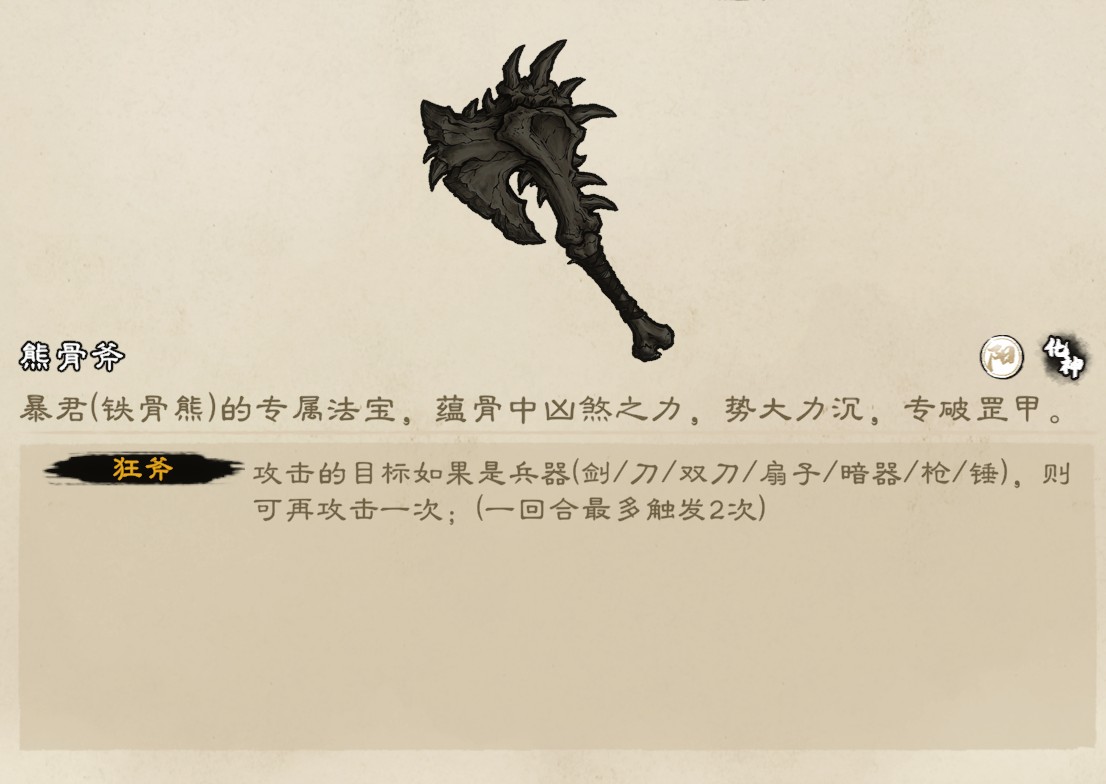 熊骨斧
阳
化神
暴君(铁骨熊)的专属法宝，蕴骨中凶煞之力，势大力沉，专破罡甲。
狂斧
攻击的目标如果是兵器(剑/刀/双刀/扇子/暗器/枪/锤)，则
可再攻击一次；(一回合最多触发2次)